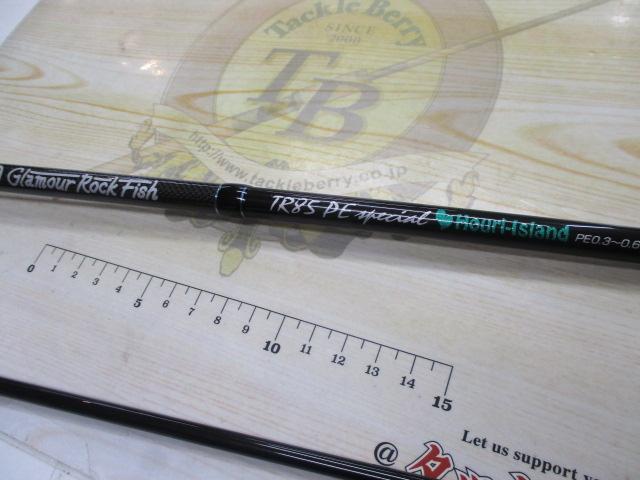 Tackle Berry
SINCE
2000
TB
http://www.tackleberry.co.jp
Glamour Rock Fish
TR85 PE special Houri-Island PE0.3~0.6
0 1 2 3 4 5 6 7 8 9 10 11 12 13 14 15
Let us support yo
@